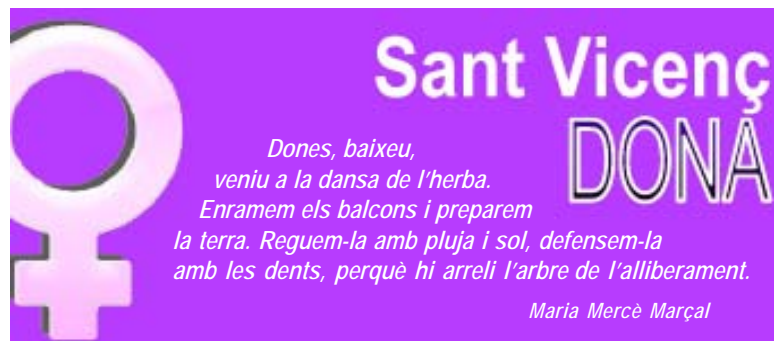 Sant Vicenç
DONA
Dones, baixeu,
veniu a la dansa de l'herba.
Enramem els balcons i preparem
la terra. Reguem-la amb pluja i sol, defensem-la
amb les dents, perquè hi arreli l'arbre de l'alliberament.
Maria Mercè Marçal